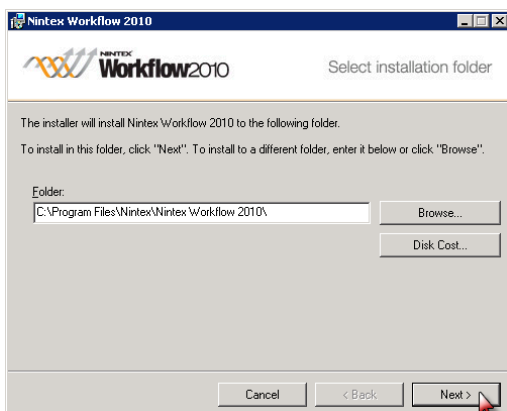 Nintex Workflow 2010
NINTEX
Workflow2010
Select installation folder
The installer will install Nintex Workflow 2010 to the following folder.
To install in this folder, click "Next". To install to a different folder, enter it below or click "Browse".
Folder:
C:\Program Files\Nintex\Nintex Workflow 2010\
Browse...
Disk Cost...
Cancel
< Back
Next >